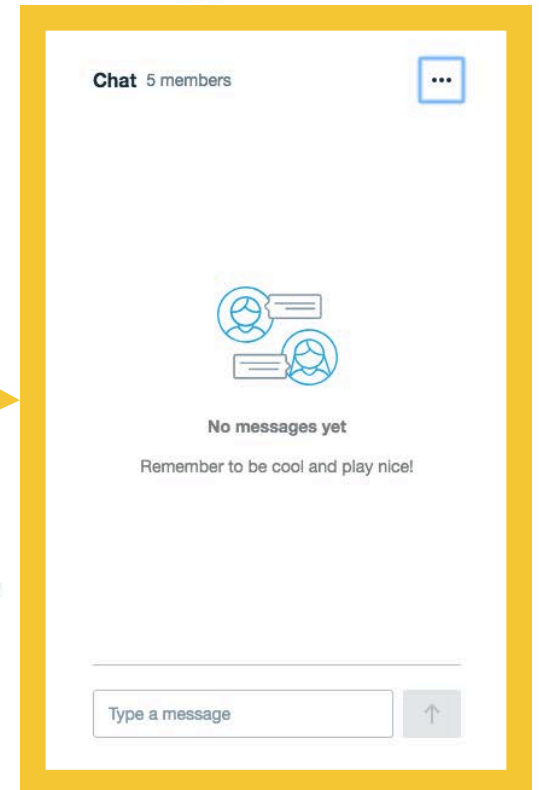 Chat 5 members
No messages yet
Remember to be cool and play nice!
Type a message